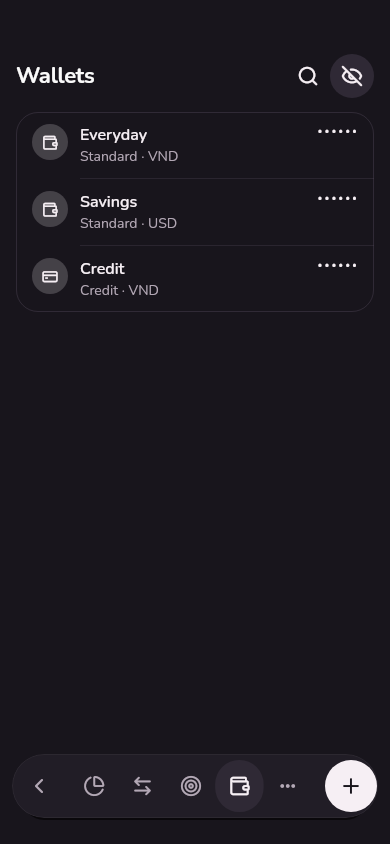 Wallets
Everyday
••••••
Standard · VND
Savings
••••••
Standard · USD
Credit
••••••
Credit · VND